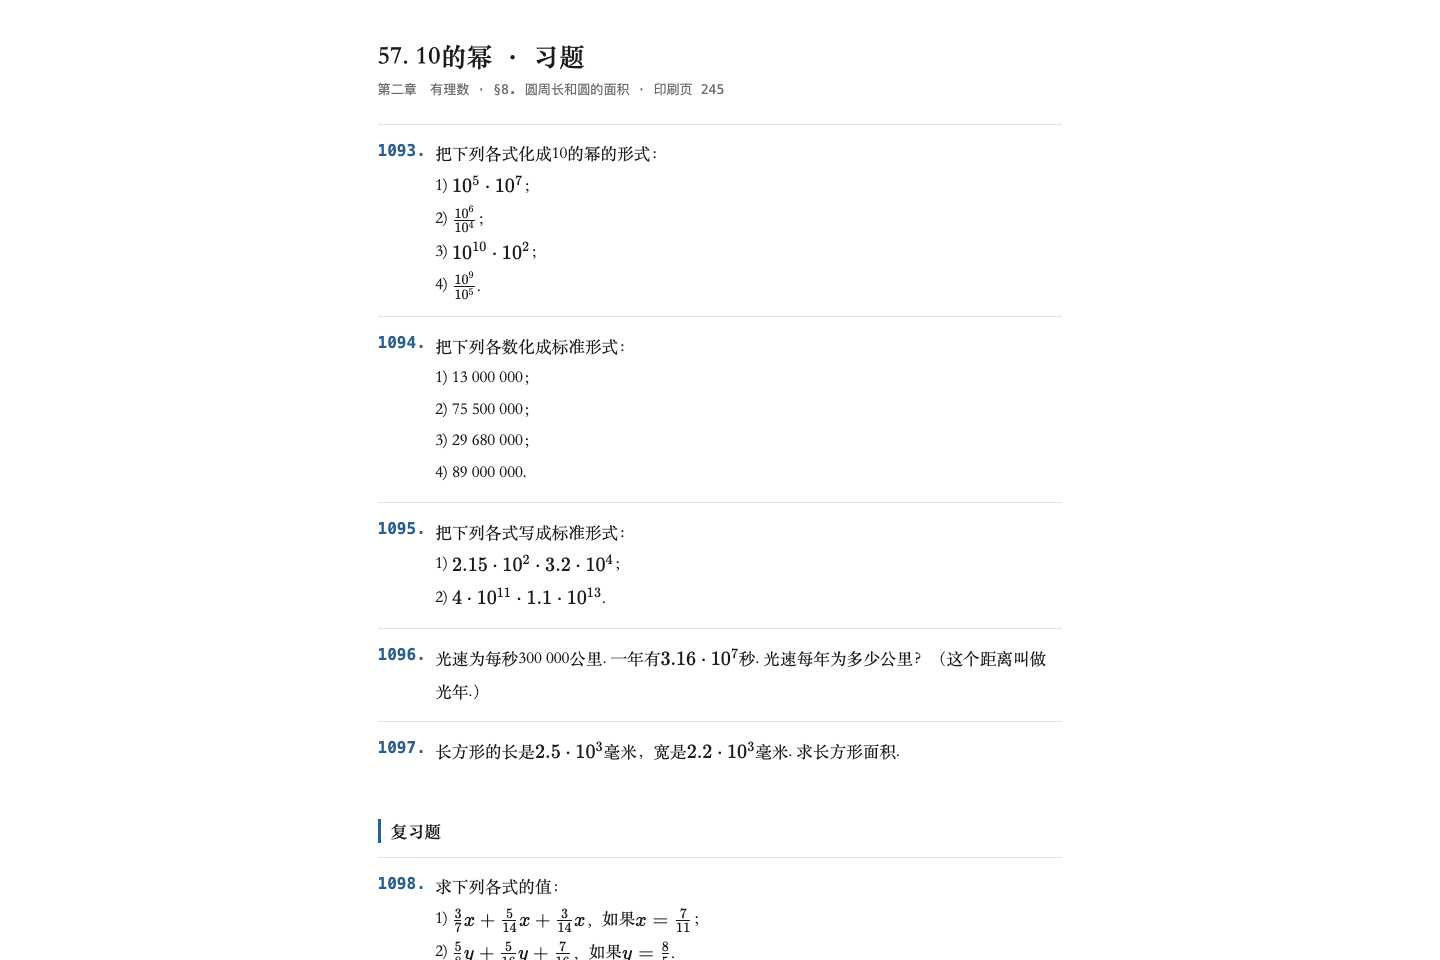 57. 10的幂 · 习题
第二章 有理数 · §8. 圆周长和圆的面积 · 印刷页 245
1093. 把下列各式化成10的幂的形式：
1) 10⁵ · 10⁷；
2) 10⁶/10⁴；
3) 10¹⁰ · 10²；
4) 10⁹/10⁵.
1094. 把下列各数化成标准形式：
1) 13 000 000；
2) 75 500 000；
3) 29 680 000；
4) 89 000 000.
1095. 把下列各式写成标准形式：
1) 2.15 · 10² · 3.2 · 10⁴；
2) 4 · 10¹¹ · 1.1 · 10¹³.
1096. 光速为每秒300 000公里. 一年有3.16 · 10⁷秒. 光速每年为多少公里？（这个距离叫做
光年.）
1097. 长方形的长是2.5 · 10³毫米，宽是2.2 · 10³毫米. 求长方形面积.
复习题
1098. 求下列各式的值：
1) 3/7x + 5/14x + 3/14x，如果x = 7/11；
2) y + y + y，如果y =